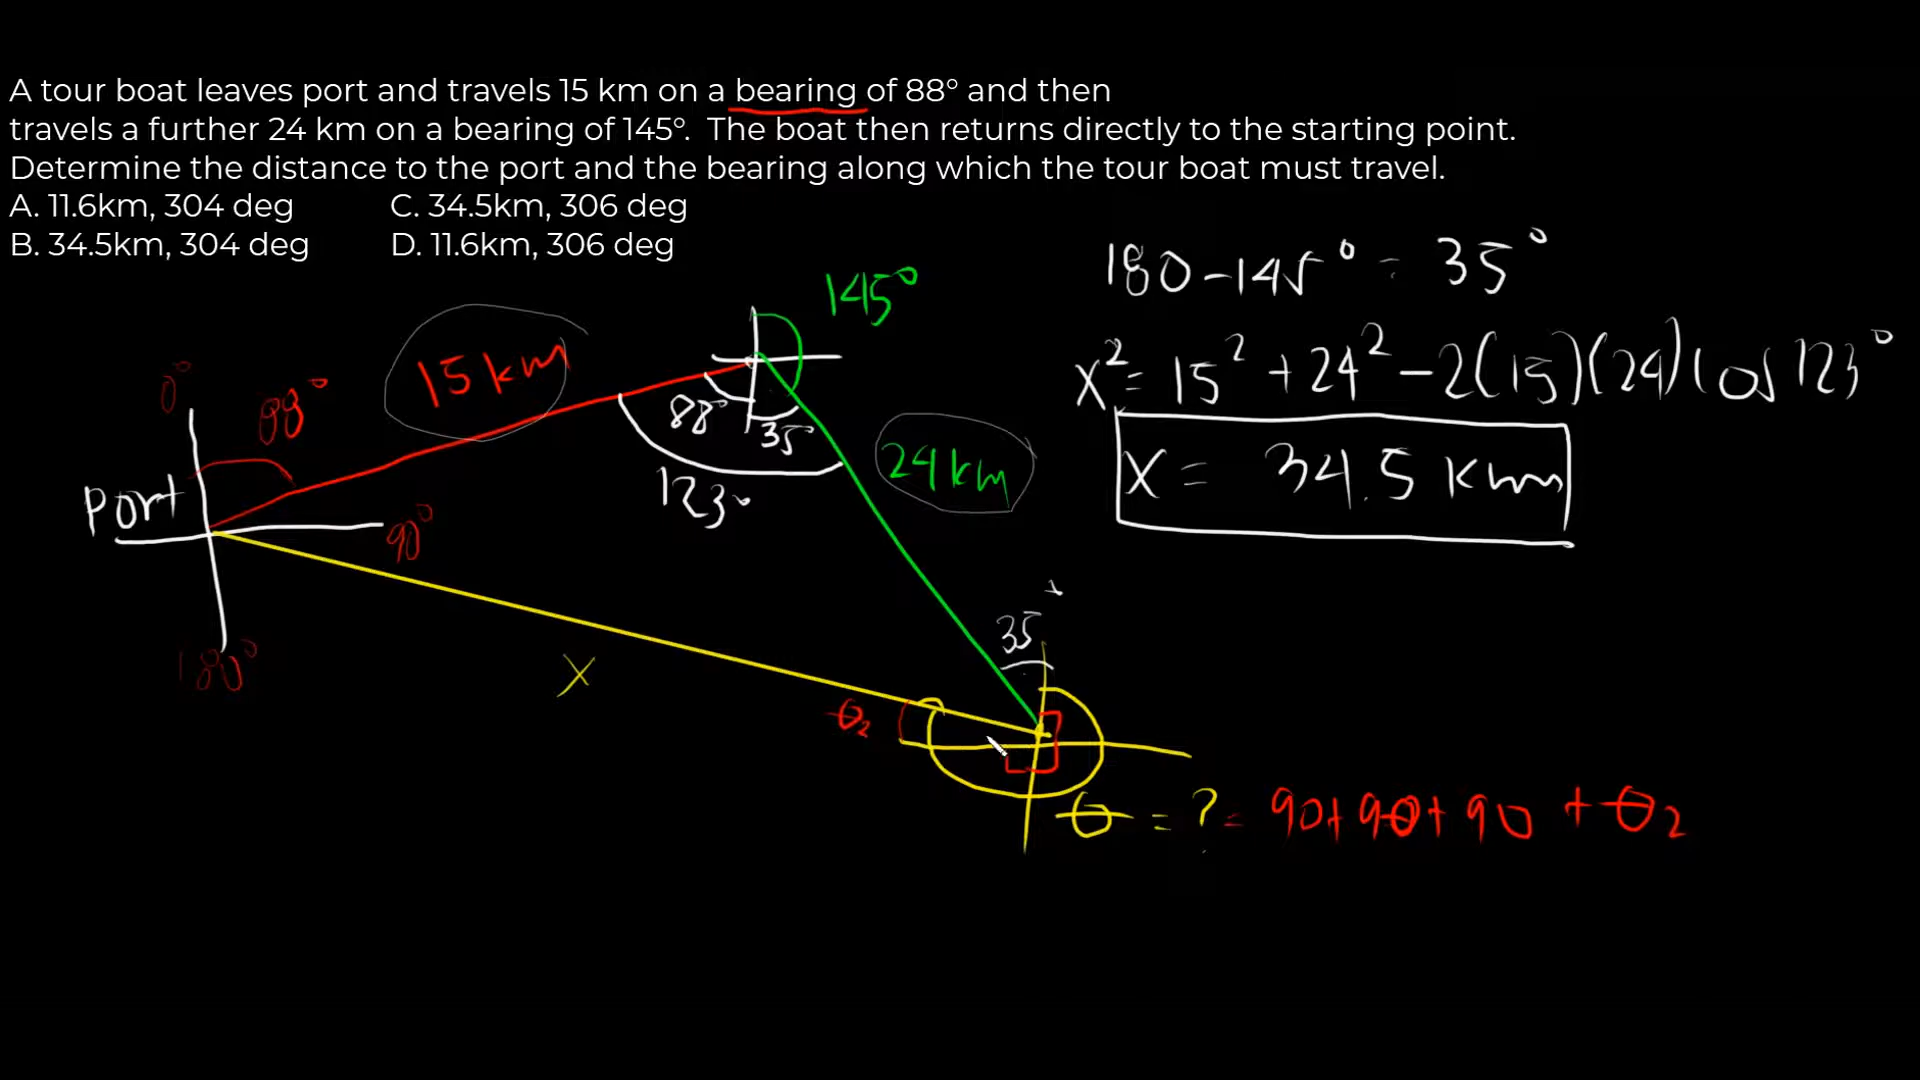 A tour boat leaves port and travels 15 km on a bearing of 88° and then
travels a further 24 km on a bearing of 145°. The boat then returns directly to the starting point.
Determine the distance to the port and the bearing along which the tour boat must travel.
A. 11.6km, 304 deg C. 34.5km, 306 deg
B. 34.5km, 304 deg D. 11.6km, 306 deg
180-145° = 35°
145°
x² = 15² + 24² - 2(15)(24) cos 123°
15 km
0°
88°
88°
35°
24 km
x = 34.5 km
123°
Port
90°
35°
180°
x
θ₂
θ = ? = 90+90+90 + θ₂